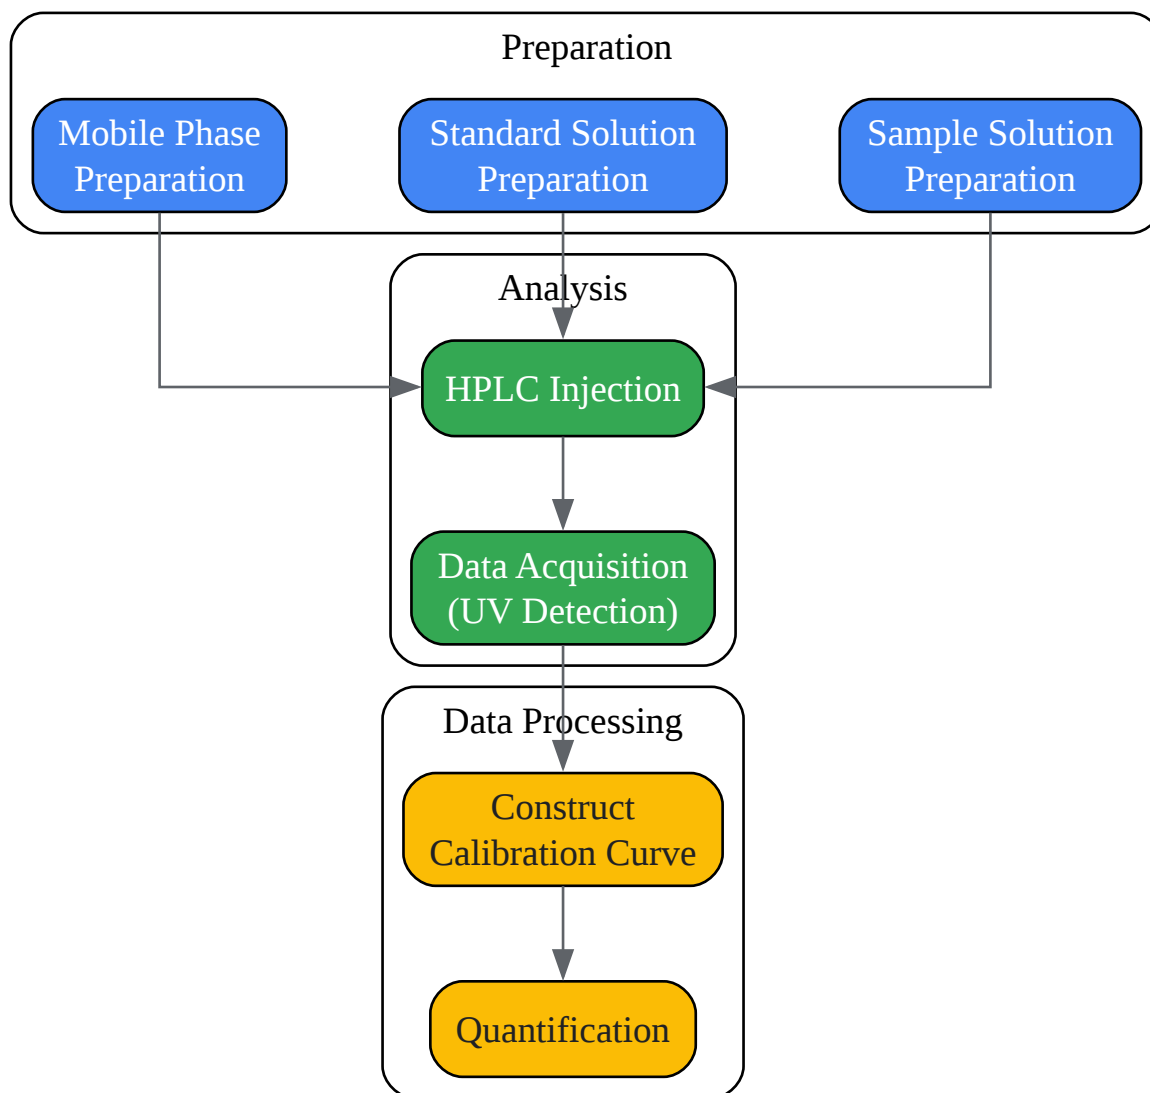 Preparation
Mobile Phase
Preparation
Standard Solution
Preparation
Sample Solution
Preparation
Analysis
HPLC Injection
Data Acquisition
(UV Detection)
Data Processing
Construct
Calibration Curve
Quantification